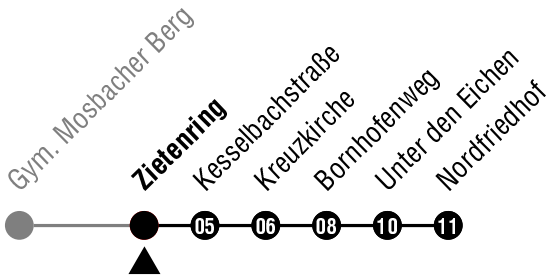 Gym. Mosbacher Berg
Zietenring
Kesselbachstraße
Kreuzkirche
Bornhofenweg
Unter den Eichen
Nordfriedhof
05 06 08 10 11